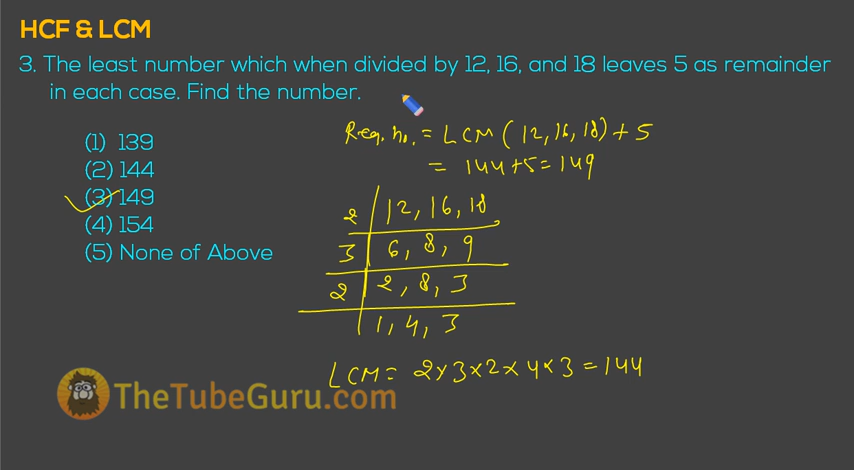 HCF & LCM
3. The least number which when divided by 12, 16, and 18 leaves 5 as remainder
in each case. Find the number.
Req. no. = LCM (12, 16, 18) + 5
= 144 + 5 = 149
(1) 139
(2) 144
(3) 149
(4) 154
(5) None of Above
2 | 12, 16, 18
3 | 6, 8, 9
2 | 2, 8, 3
| 1, 4, 3
LCM = 2 × 3 × 2 × 4 × 3 = 144
TheTubeGuru.com